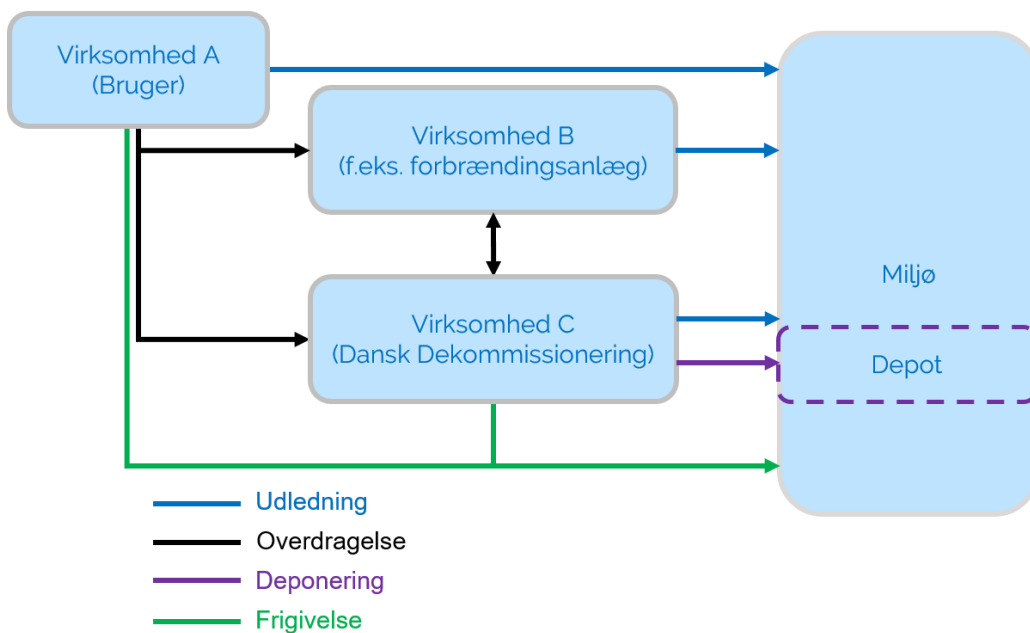 Virksomhed A
(Bruger)
Virksomhed B
(f.eks. forbrændingsanlæg)
Miljø
Virksomhed C
(Dansk Dekommissionering)
Depot
Udledning
Overdragelse
Deponering
Frigivelse